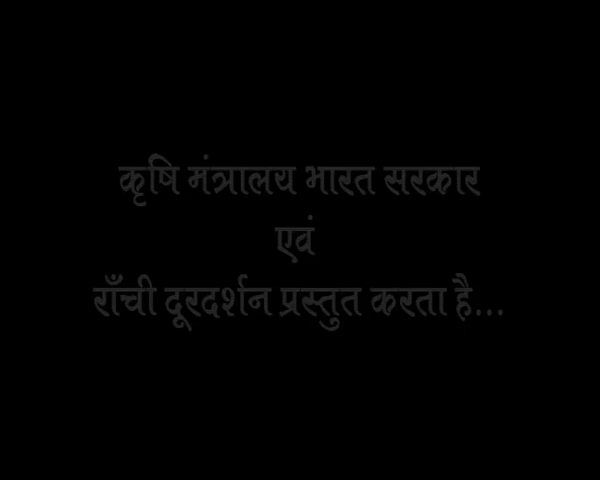 कृषि मंत्रालय भारत सरकार
एवं
राँची दूरदर्शन प्रस्तुत करता है...